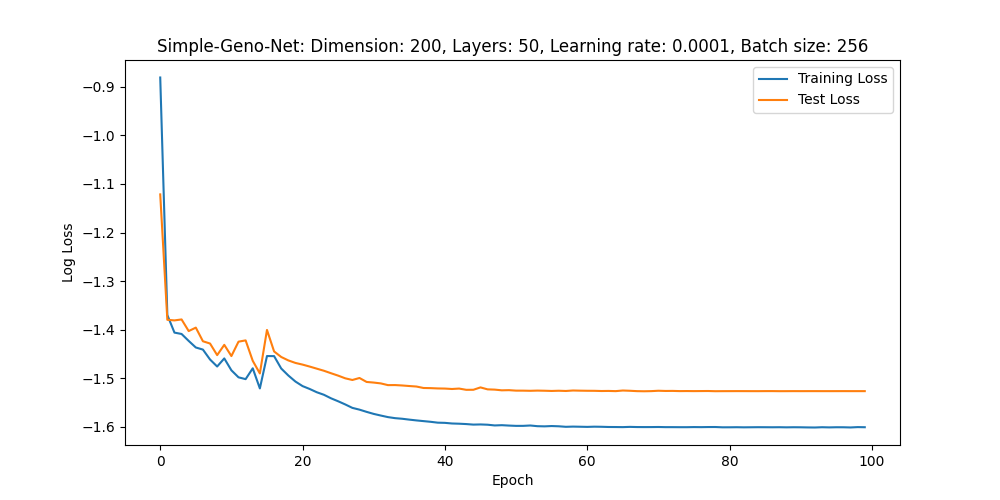 Simple-Geno-Net: Dimension: 200, Layers: 50, Learning rate: 0.0001, Batch size: 256
Training Loss
Test Loss
−0.9
−1.0
−1.1
−1.2
−1.3
−1.4
−1.5
−1.6
Log Loss
0 20 40 60 80 100
Epoch